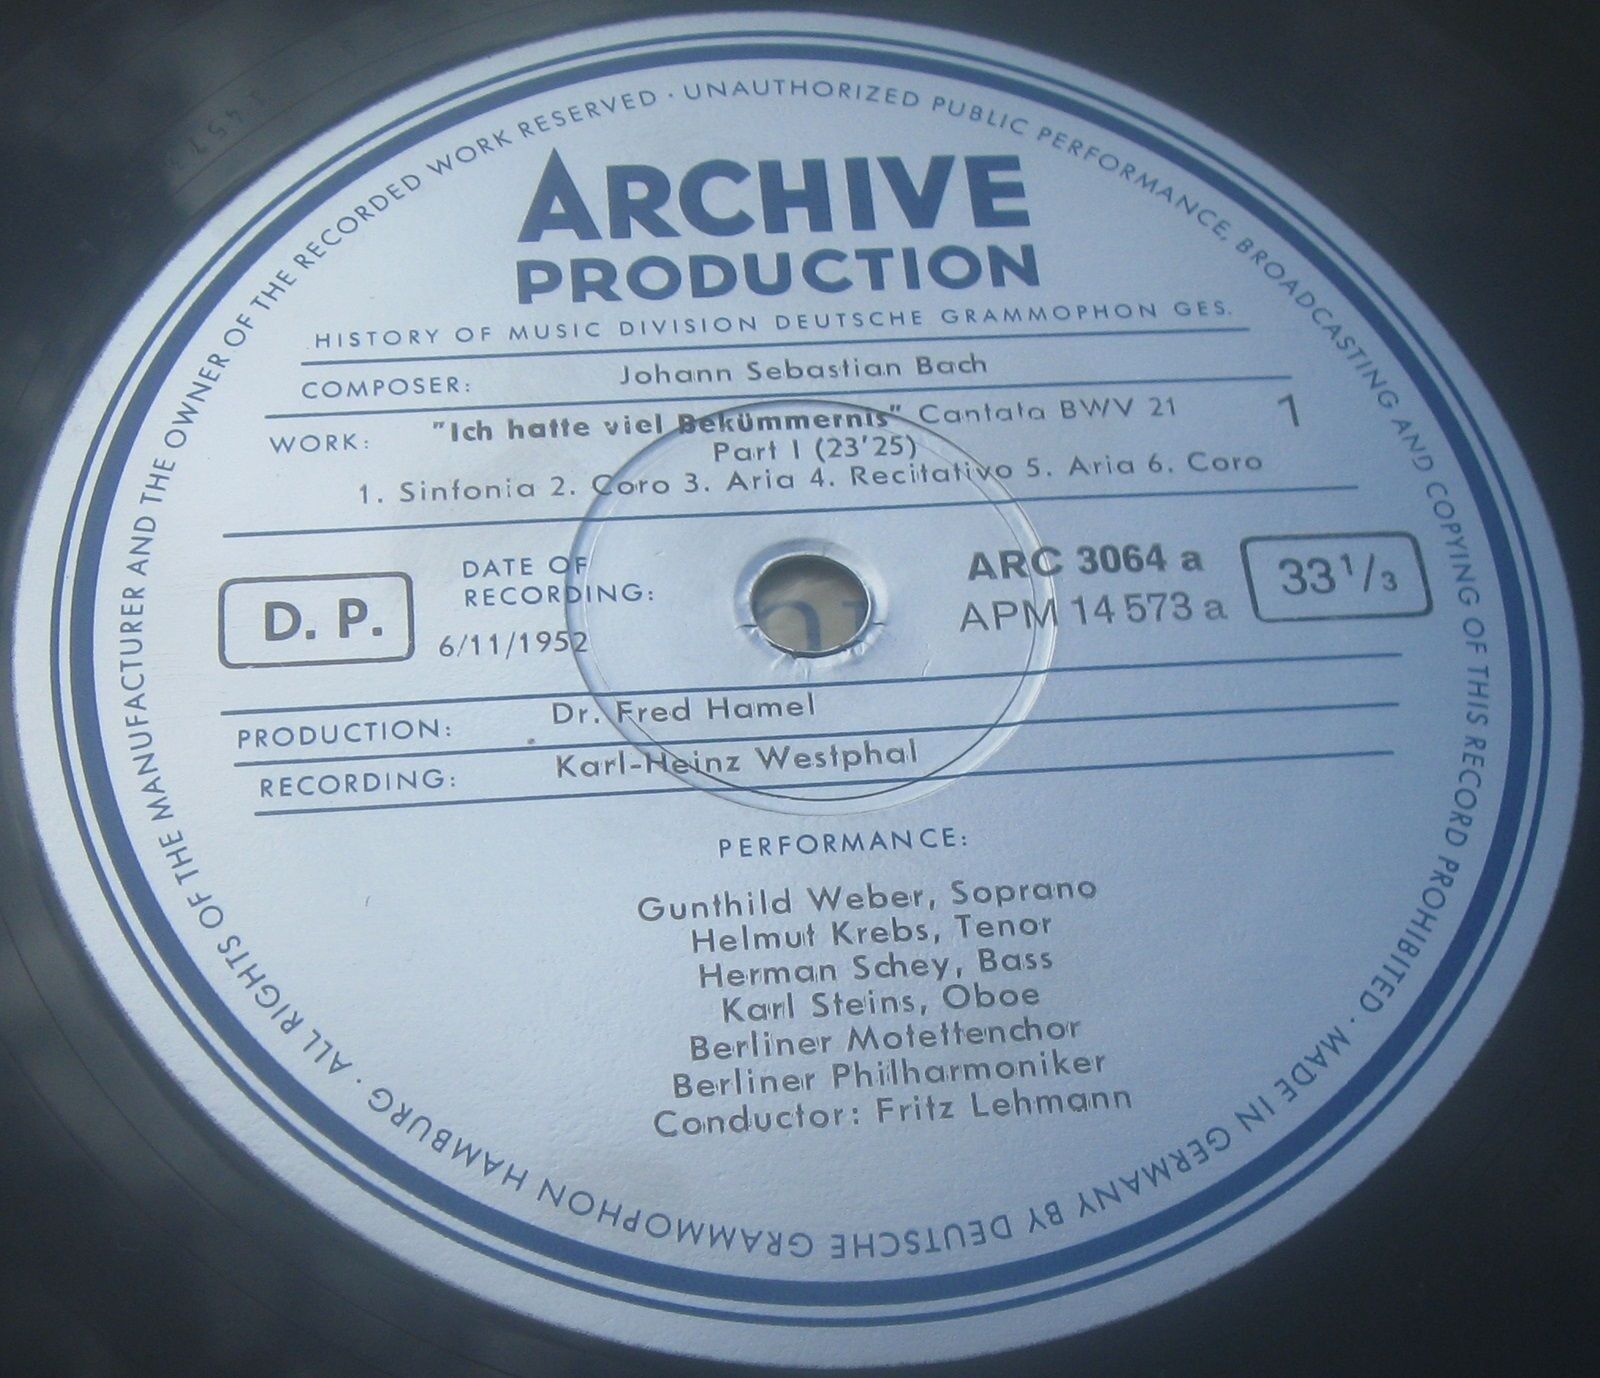 ALL RIGHTS OF THE MANUFACTURER AND THE OWNER OF THE RECORDED WORK RESERVED · UNAUTHORIZED PUBLIC PERFORMANCE, BROADCASTING AND COPYING OF THIS RECORD PROHIBITED · MADE IN GERMANY BY DEUTSCHE GRAMMOPHON HAMBURG ·
ARCHIVE
PRODUCTION
HISTORY OF MUSIC DIVISION DEUTSCHE GRAMMOPHON GES.
COMPOSER: Johann Sebastian Bach
WORK: "Ich hatte viel Bekümmernis" Cantata BWV 21 1
Part I (23'25)
1. Sinfonia 2. Coro 3. Aria 4. Recitativo 5. Aria 6. Coro
D. P.
DATE OF
RECORDING:
6/11/1952
ARC 3064 a
APM 14 573 a
33 1/3
PRODUCTION: Dr. Fred Hamel
RECORDING: Karl-Heinz Westphal
PERFORMANCE:
Gunthild Weber, Soprano
Helmut Krebs, Tenor
Herman Schey, Bass
Karl Steins, Oboe
Berliner Motettenchor
Berliner Philharmoniker
Conductor: Fritz Lehmann